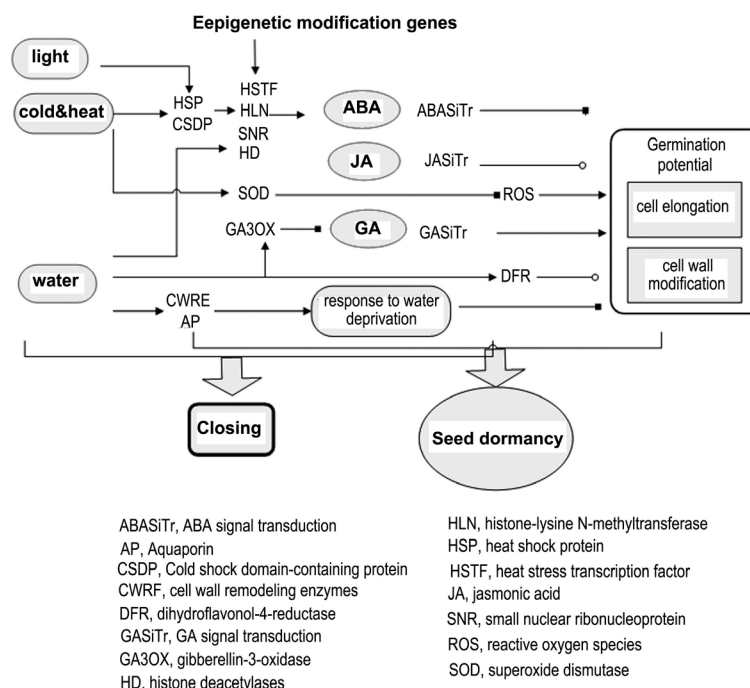 Eepigenetic modification genes
light
cold&heat
HSP
CSDP
HSTF
HLN
SNR
HD
ABA
ABASiTr
JA
JASiTr
SOD
ROS
GA3OX
GA
GASiTr
water
DFR
CWRE
AP
response to water
deprivation
Germination
potential
cell elongation
cell wall
modification
Closing
Seed dormancy
ABASiTr, ABA signal transduction
AP, Aquaporin
CSDP, Cold shock domain-containing protein
CWRF, cell wall remodeling enzymes
DFR, dihydroflavonol-4-reductase
GASiTr, GA signal transduction
GA3OX, gibberellin-3-oxidase
HD, histone deacetylases
HLN, histone-lysine N-methyltransferase
HSP, heat shock protein
HSTF, heat stress transcription factor
JA, jasmonic acid
SNR, small nuclear ribonucleoprotein
ROS, reactive oxygen species
SOD, superoxide dismutase